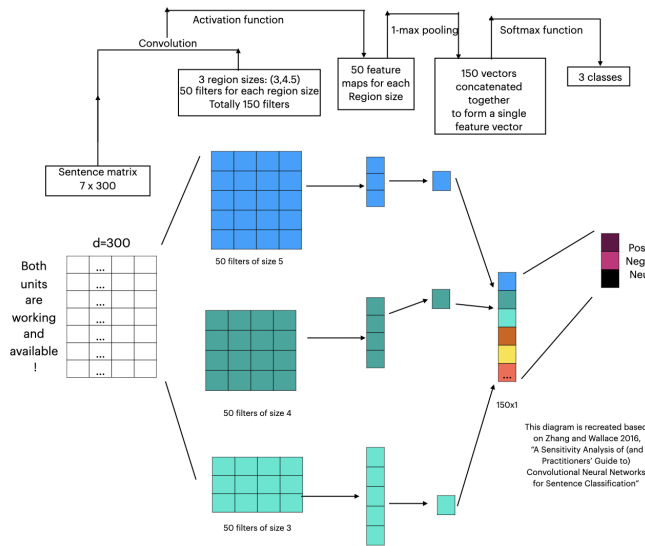 Activation function
1-max pooling
Softmax function
Convolution
3 region sizes: (3,4.5)
50 filters for each region size
Totally 150 filters
50 feature
maps for each
Region size
150 vectors
concatenated
together
to form a single
feature vector
3 classes
Sentence matrix
7 x 300
d=300
Both
units
are
working
and
available
!
...
...
...
...
...
...
...
50 filters of size 5
50 filters of size 4
50 filters of size 3
...
150x1
Pos
Neg
Neu
This diagram is recreated based
on Zhang and Wallace 2016,
"A Sensitivity Analysis of (and
Practitioners' Guide to)
Convolutional Neural Networks
for Sentence Classification"